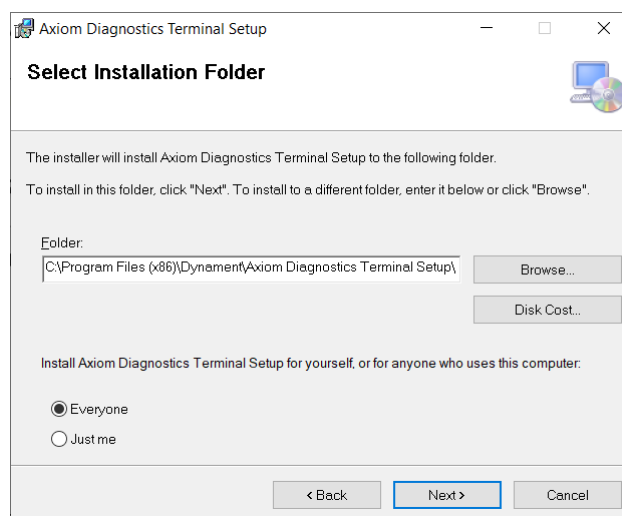 Axiom Diagnostics Terminal Setup
Select Installation Folder
The installer will install Axiom Diagnostics Terminal Setup to the following folder.
To install in this folder, click "Next". To install to a different folder, enter it below or click "Browse".
Folder:
C:\Program Files (x86)\Dynament\Axiom Diagnostics Terminal Setup\
Browse...
Disk Cost...
Install Axiom Diagnostics Terminal Setup for yourself, or for anyone who uses this computer:
Everyone
Just me
< Back
Next >
Cancel